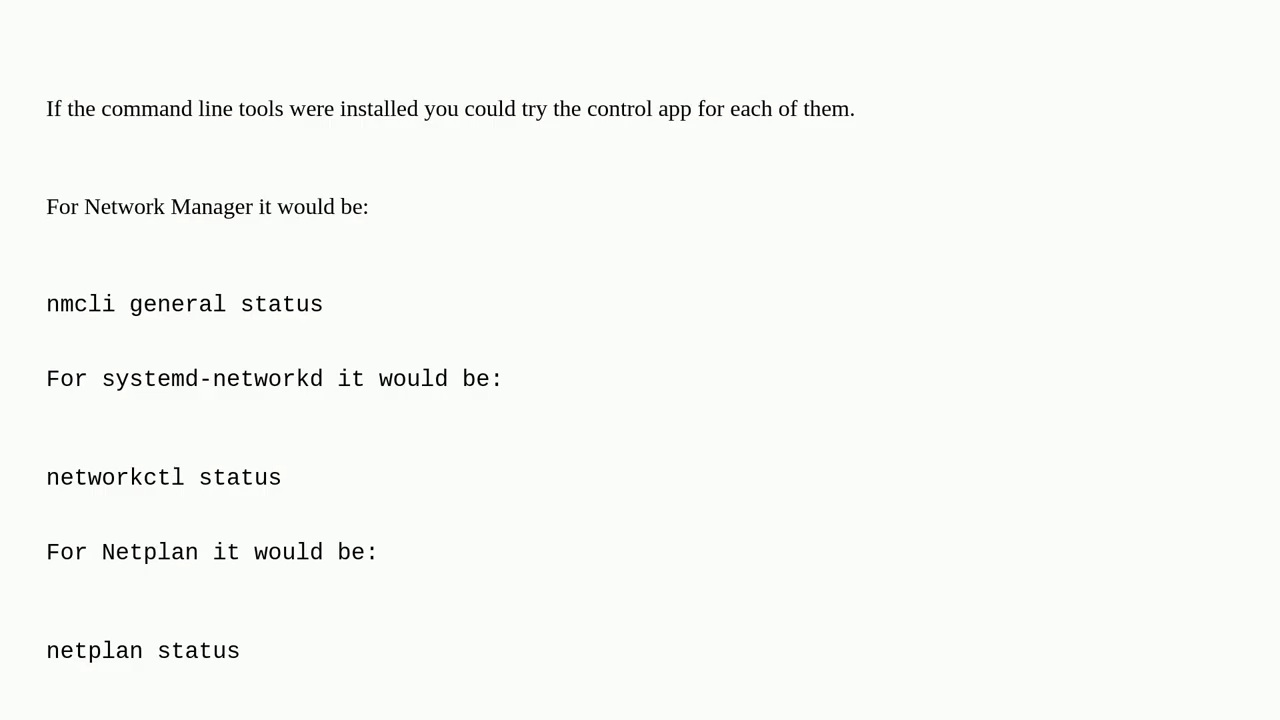 If the command line tools were installed you could try the control app for each of them.
For Network Manager it would be:
nmcli general status
For systemd-networkd it would be:
networkctl status
For Netplan it would be:
netplan status